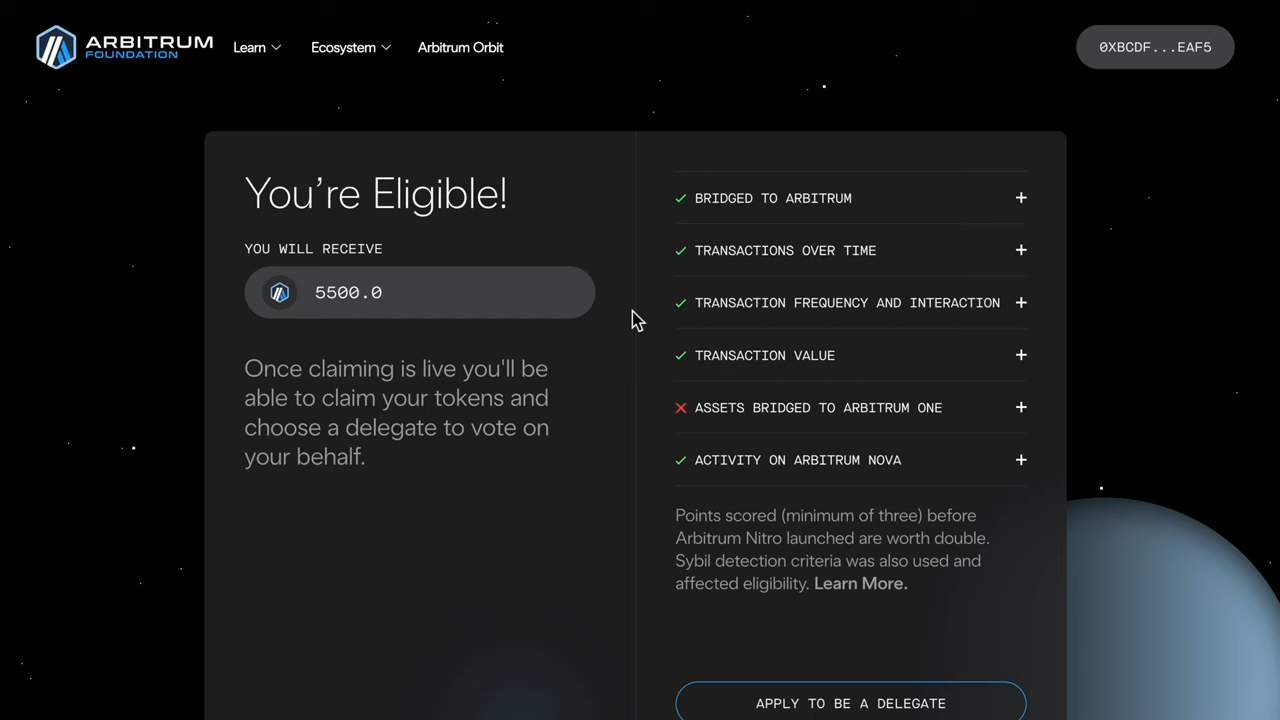 ARBITRUM
FOUNDATION
Learn
Ecosystem
Arbitrum Orbit
0XBCDF...EAF5
You’re Eligible!
YOU WILL RECEIVE
5500.0
Once claiming is live you'll be
able to claim your tokens and
choose a delegate to vote on
your behalf.
BRIDGED TO ARBITRUM
TRANSACTIONS OVER TIME
TRANSACTION FREQUENCY AND INTERACTION
TRANSACTION VALUE
ASSETS BRIDGED TO ARBITRUM ONE
ACTIVITY ON ARBITRUM NOVA
Points scored (minimum of three) before
Arbitrum Nitro launched are worth double.
Sybil detection criteria was also used and
affected eligibility. Learn More.
APPLY TO BE A DELEGATE